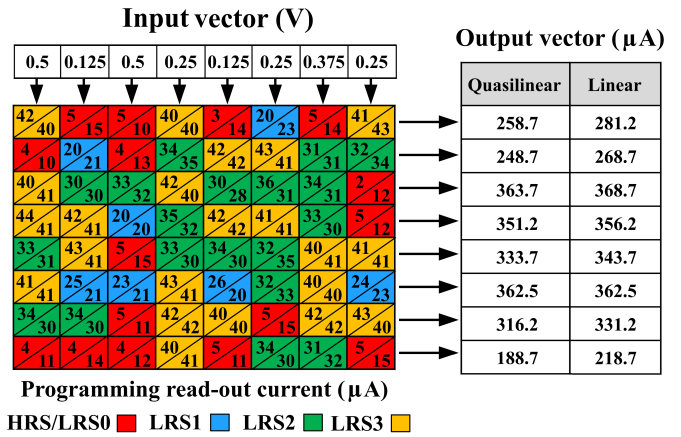 Input vector (V)
Output vector (µA)
0.5 0.125 0.5 0.25 0.125 0.25 0.375 0.25
Quasilinear Linear
42 40 5 15 5 10 40 40 3 14 20 23 5 14 41 43
258.7 281.2
4 10 20 21 4 13 34 35 42 42 43 41 31 31 32 34
248.7 268.7
40 41 30 30 33 32 42 40 30 28 36 31 34 31 2 12
363.7 368.7
44 41 42 41 20 20 35 32 42 42 41 41 33 30 5 12
351.2 356.2
33 31 43 41 5 15 33 30 34 30 32 35 40 41 41 41
333.7 343.7
41 41 25 21 23 21 43 41 26 20 32 33 40 40 24 23
362.5 362.5
34 30 34 30 5 11 42 42 40 40 5 15 42 42 43 40
316.2 331.2
4 11 4 14 4 12 40 41 5 11 34 30 31 32 5 15
188.7 218.7
Programming read-out current (µA)
HRS/LRS0 LRS1 LRS2 LRS3